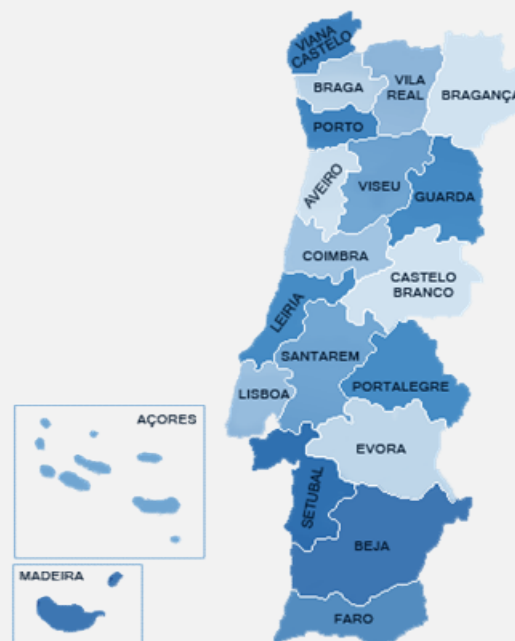 VIANA
CASTELO
BRAGA
VILA
REAL
BRAGANÇA
PORTO
AVEIRO
VISEU
GUARDA
COIMBRA
CASTELO
BRANCO
LEIRIA
SANTAREM
LISBOA
PORTALEGRE
AÇORES
EVORA
SETUBAL
BEJA
MADEIRA
FARO